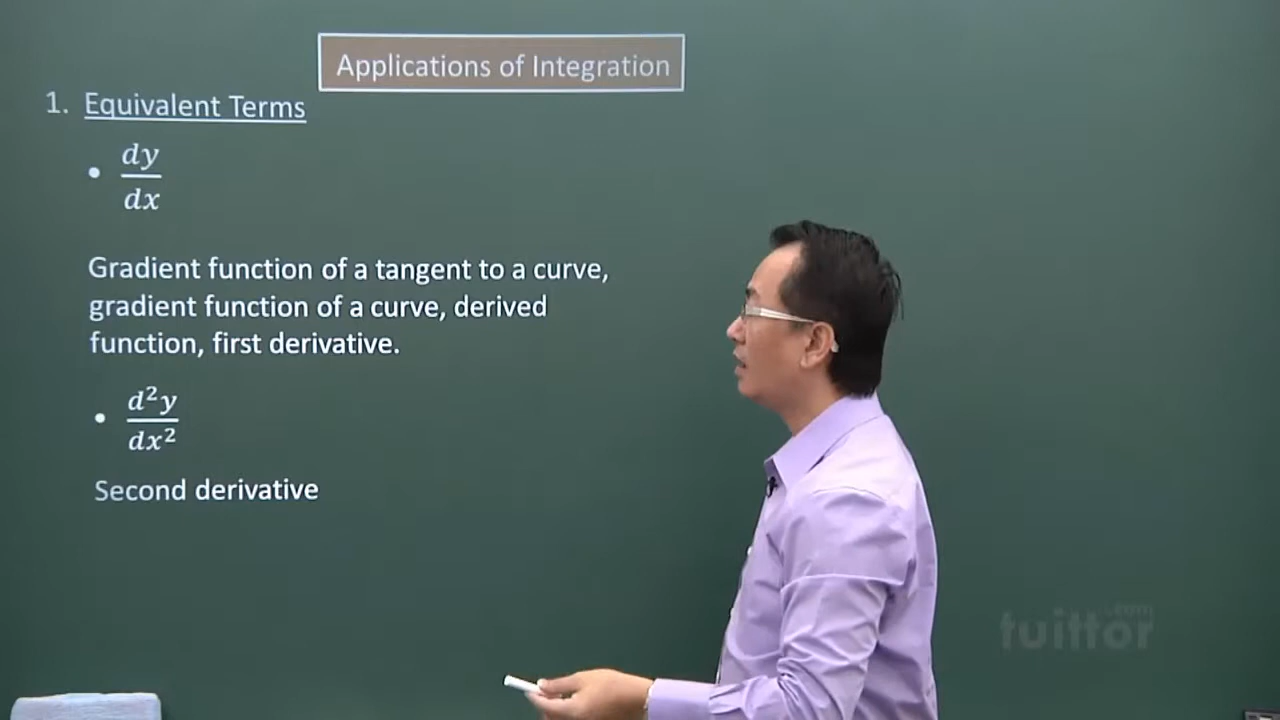 Applications of Integration
1. Equivalent Terms
• dy/dx
Gradient function of a tangent to a curve,
gradient function of a curve, derived
function, first derivative.
• d²y/dx²
Second derivative
tuittor.com